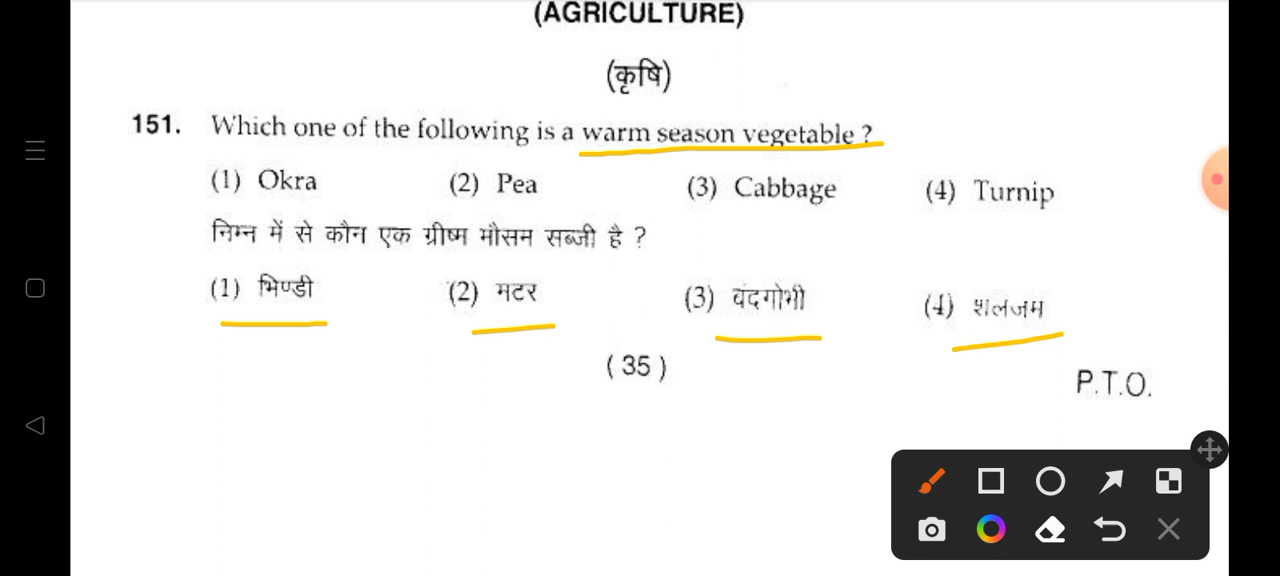 (AGRICULTURE)
(कृषि)
151. Which one of the following is a warm season vegetable ?
(1) Okra (2) Pea (3) Cabbage (4) Turnip
निम्न में से कौन एक ग्रीष्म मौसम सब्जी है ?
(1) भिण्डी (2) मटर (3) बंदगोभी (4) शलजम
( 35 )
P.T.O.